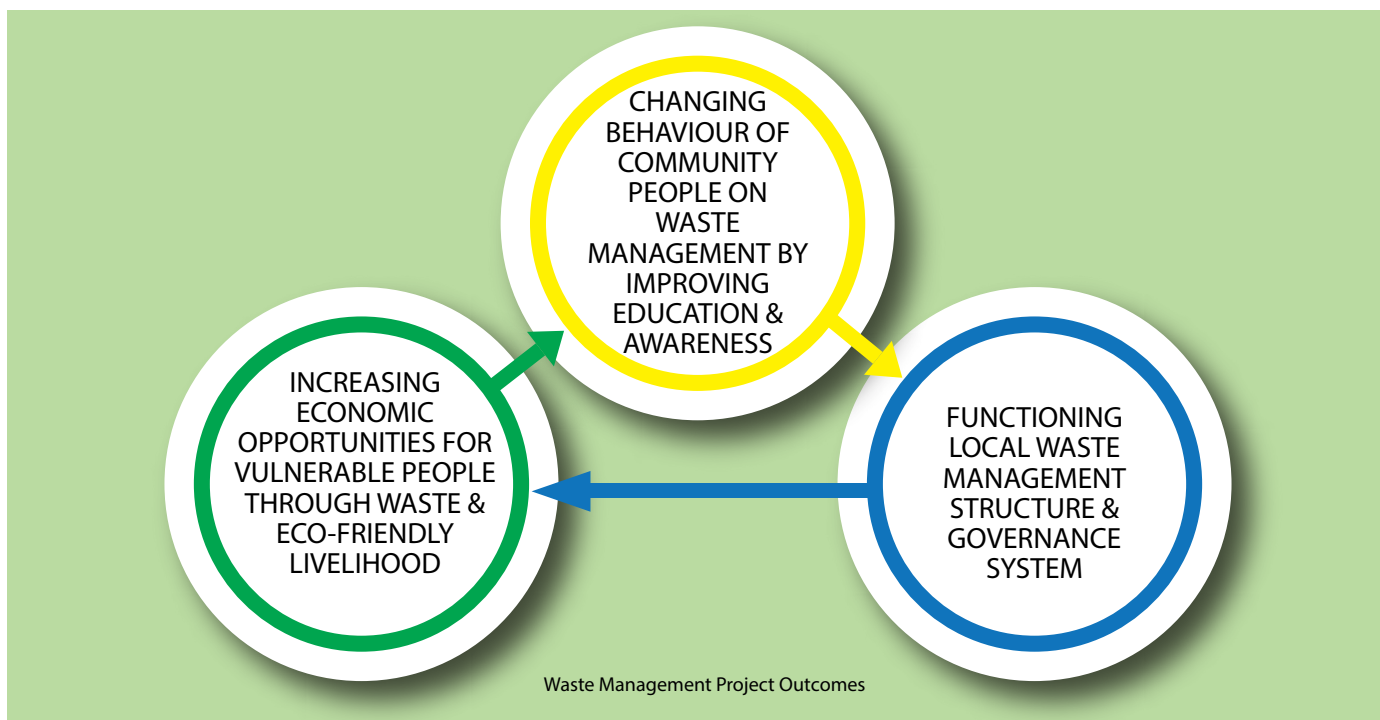 CHANGING
BEHAVIOUR OF
COMMUNITY
PEOPLE ON
WASTE
MANAGEMENT BY
IMPROVING
EDUCATION &
AWARENESS
INCREASING
ECONOMIC
OPPORTUNITIES FOR
VULNERABLE PEOPLE
THROUGH WASTE &
ECO-FRIENDLY
LIVELIHOOD
FUNCTIONING
LOCAL WASTE
MANAGEMENT
STRUCTURE &
GOVERNANCE
SYSTEM
Waste Management Project Outcomes